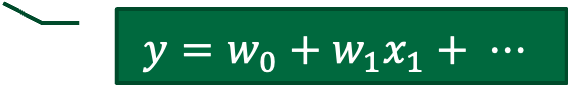 y = w₀ + w₁x₁ + ⋯